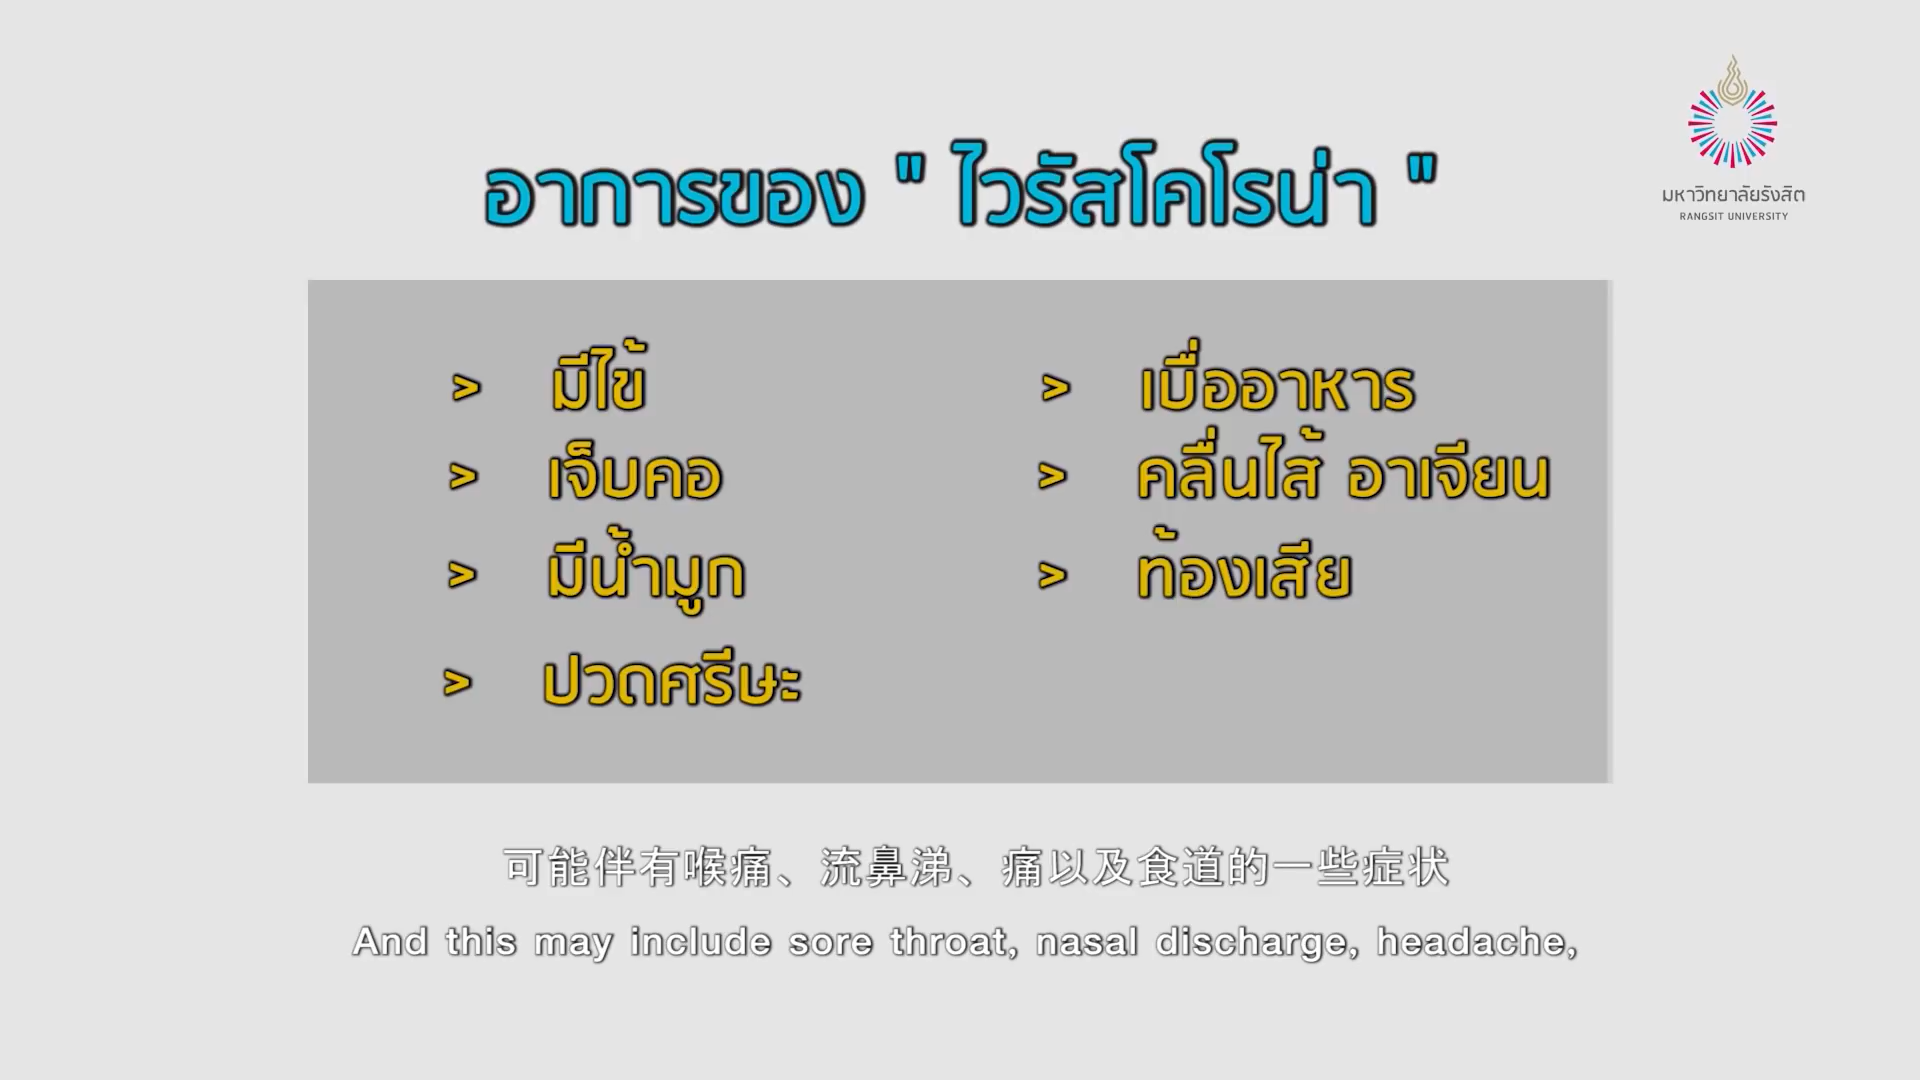 มหาวิทยาลัยรังสิต
RANGSIT UNIVERSITY
อาการของ " ไวรัสโคโรน่า "
> มีไข้
> เจ็บคอ
> มีน้ำมูก
> ปวดศรีษะ
> เบื่ออาหาร
> คลื่นไส้ อาเจียน
> ท้องเสีย
可能伴有喉痛、流鼻涕、痛以及食道的一些症状
And this may include sore throat, nasal discharge, headache,